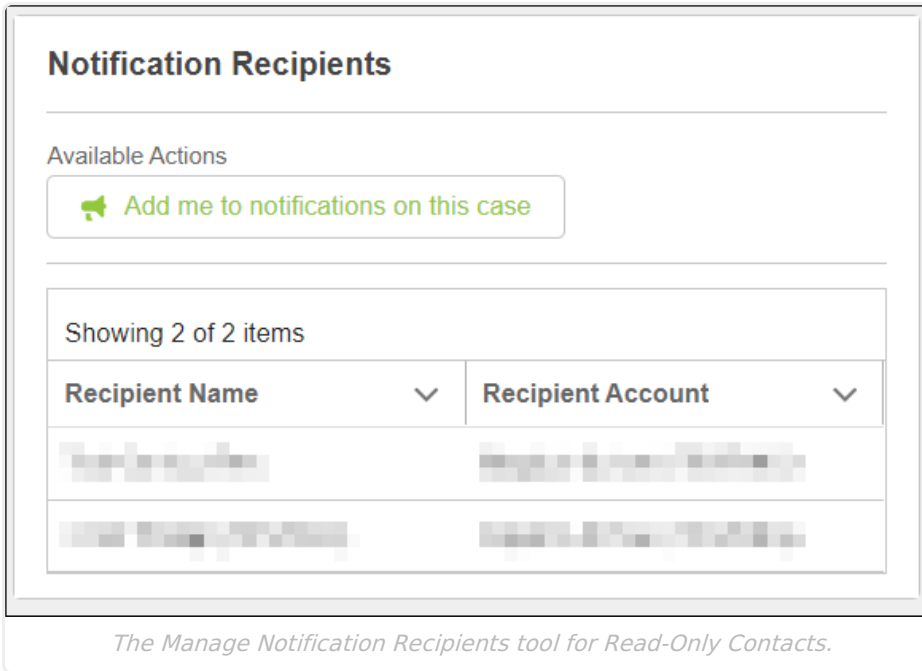 Notification Recipients
Available Actions
Add me to notifications on this case
Showing 2 of 2 items
Recipient Name Recipient Account
The Manage Notification Recipients tool for Read-Only Contacts.